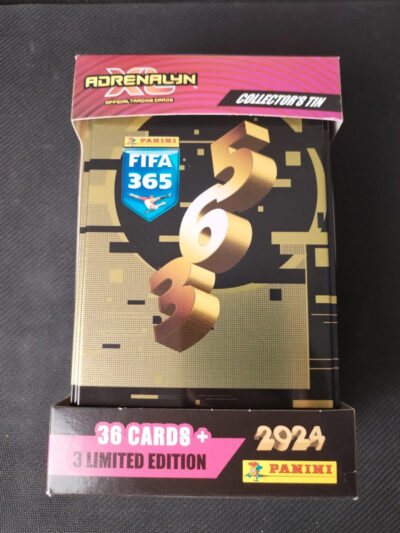 ADRENALYN
XL
OFFICIAL TRADING CARDS
COLLECTOR'S TIN
PANINI
FIFA
365
365
36 CARDS +
3 LIMITED EDITION
2024
PANINI